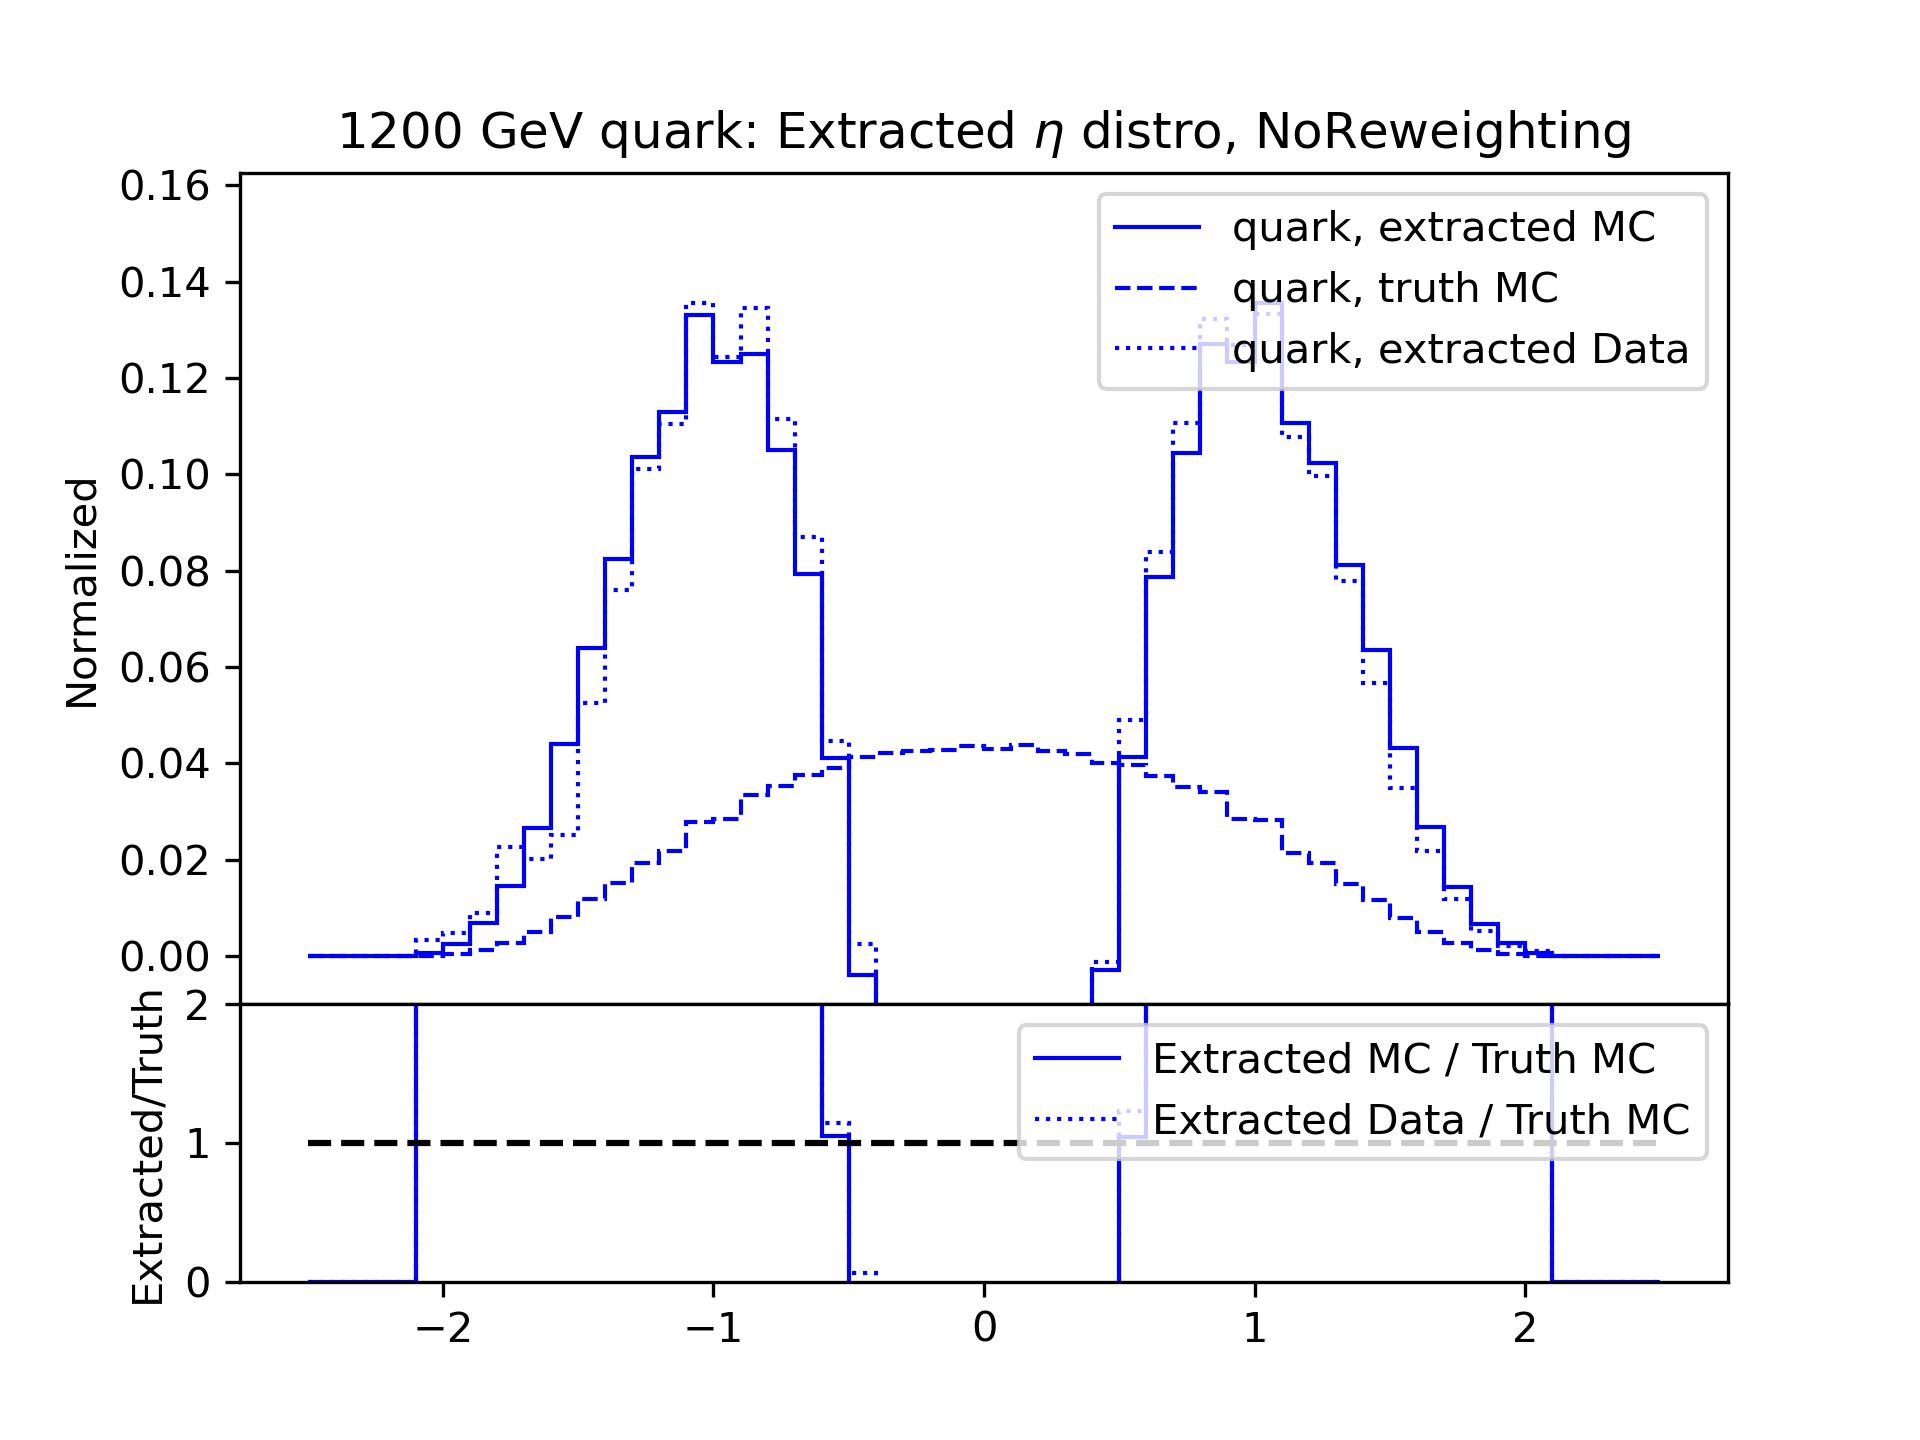 1200 GeV quark: Extracted η distro, NoReweighting
0.16
0.14
0.12
0.10
0.08
0.06
0.04
0.02
0.00
Normalized
quark, extracted MC
quark, truth MC
quark, extracted Data
2
1
0
Extracted/Truth
Extracted MC / Truth MC
Extracted Data / Truth MC
−2 −1 0 1 2